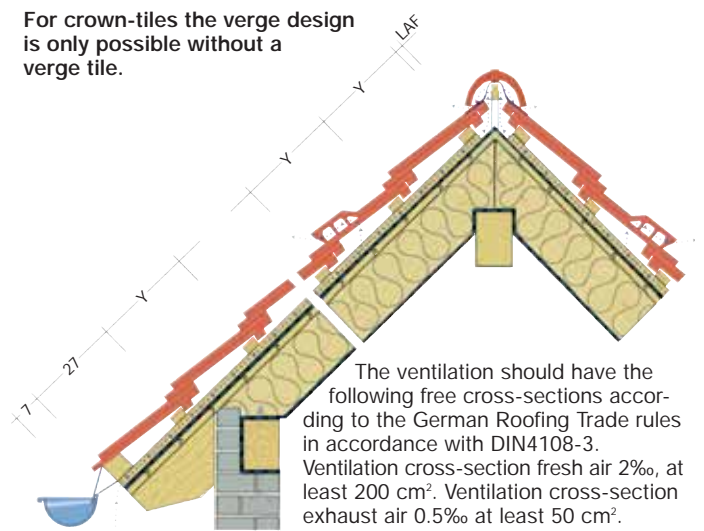 For crown-tiles the verge design
is only possible without a
verge tile.
LAF
Y
Y
Y
27
7
The ventilation should have the
following free cross-sections accor-
ding to the German Roofing Trade rules
in accordance with DIN4108-3.
Ventilation cross-section fresh air 2‰, at
least 200 cm². Ventilation cross-section
exhaust air 0.5‰ at least 50 cm².